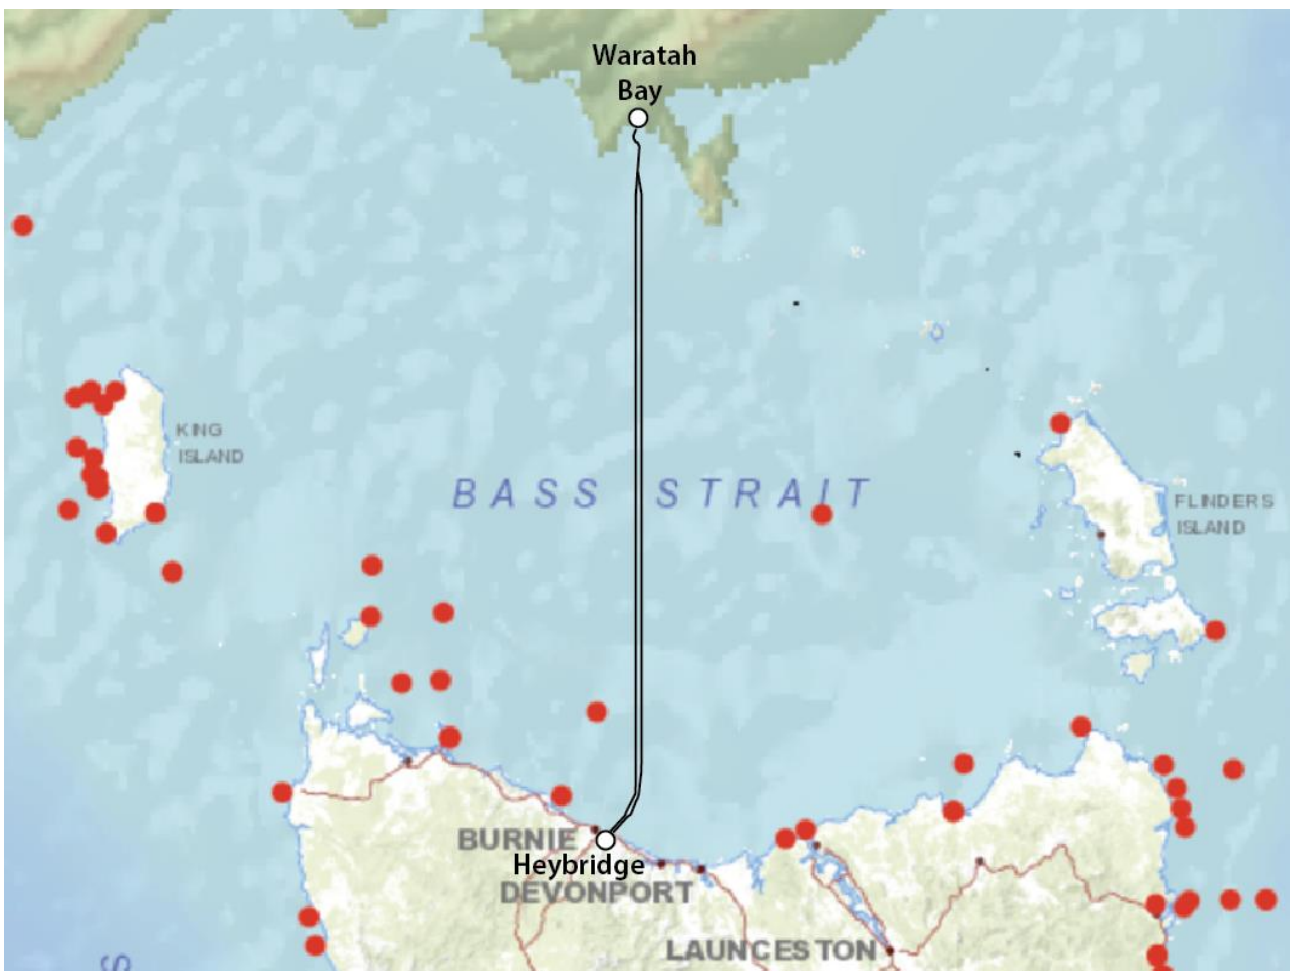 Waratah
Bay
KING
ISLAND
BASS STRAIT
FLINDERS
ISLAND
BURNIE
Heybridge
DEVONPORT
LAUNCESTON
S